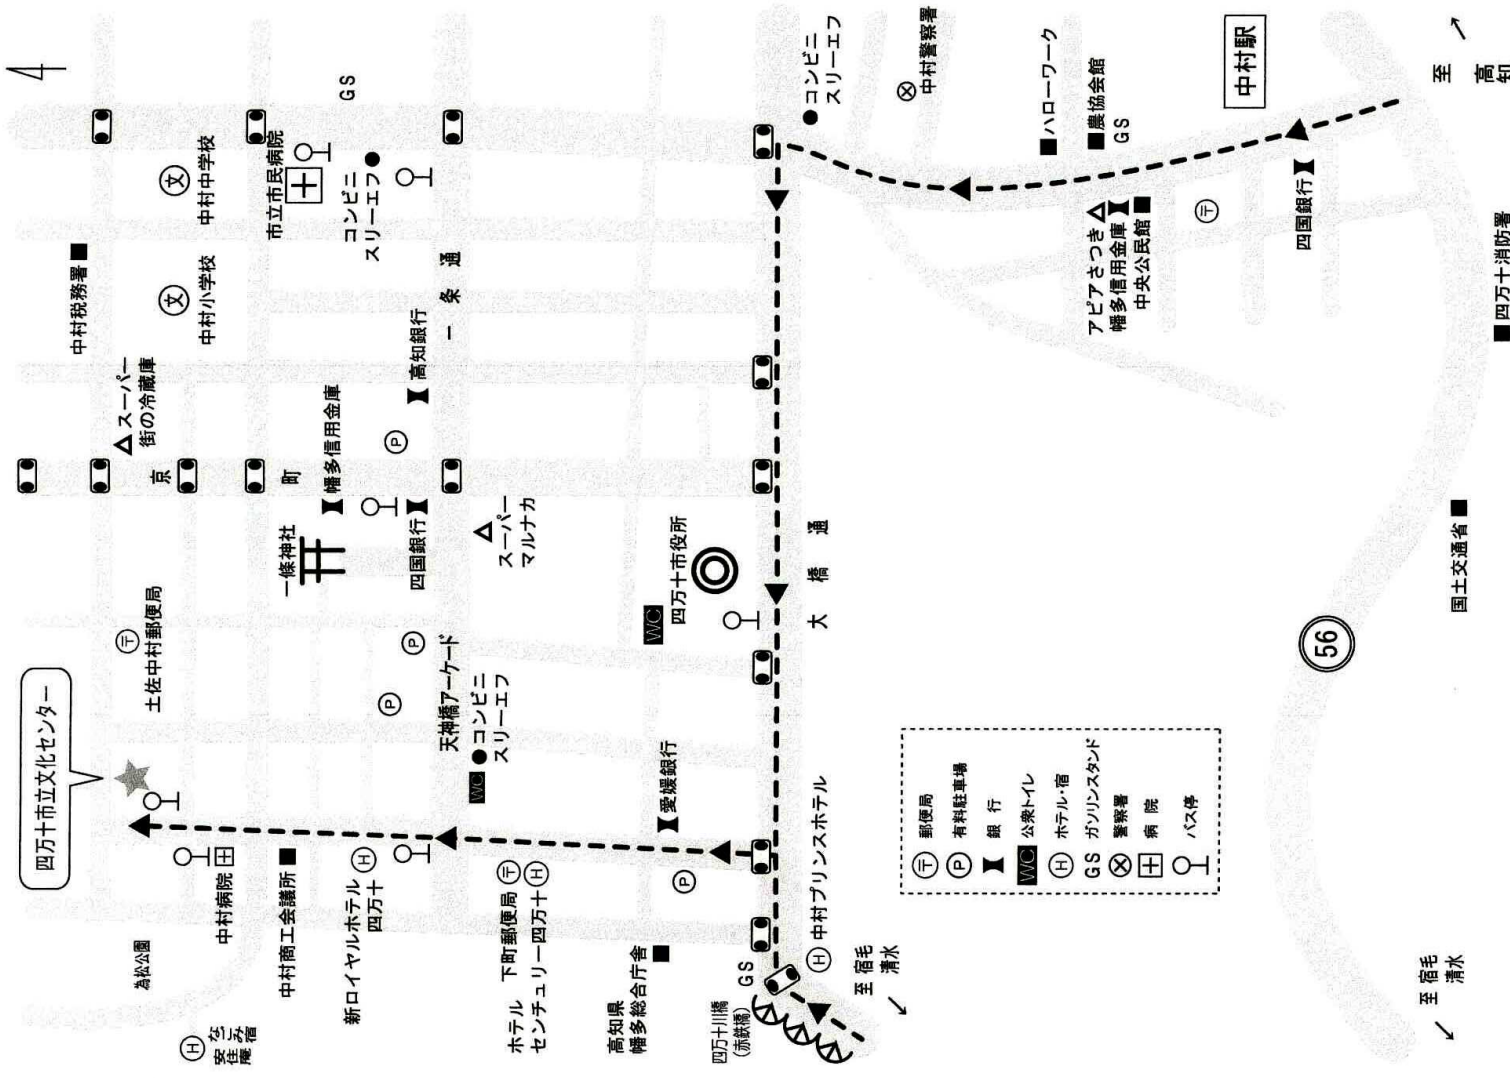 四万十市立文化センター
為松公園
安住庵
なごみ宿
中村病院
中村商工会議所
新ロイヤルホテル
四万十
下町郵便局
ホテル
センチュリー四万十
高知県
幡多総合庁舎
四万十川橋
(赤鉄橋)
GS
至 宿毛
清水
中村プリンスホテル
愛媛銀行
WC
コンビニ
スリーエフ
天神橋アーケード
土佐中村郵便局
一條神社
幡多信用金庫
四国銀行
高知銀行
スーパー
マルナカ
WC
四万十市役所
大橋通
京町
一条通
スーパー
街の冷蔵庫
中村税務署
中村小学校
中村中学校
市立市民病院
コンビニ
スリーエフ
GS
コンビニ
スリーエフ
中村警察署
ハローワーク
農協会館
GS
中村駅
アピアさつき
幡多信用金庫
中央公民館
四国銀行
至 高知
四万十消防署
国土交通省
56
至 宿毛
清水
〒 郵便局
P 有料駐車場
銀行
WC 公衆トイレ
H ホテル・宿
GS ガソリンスタンド
警察署
病院
バス停